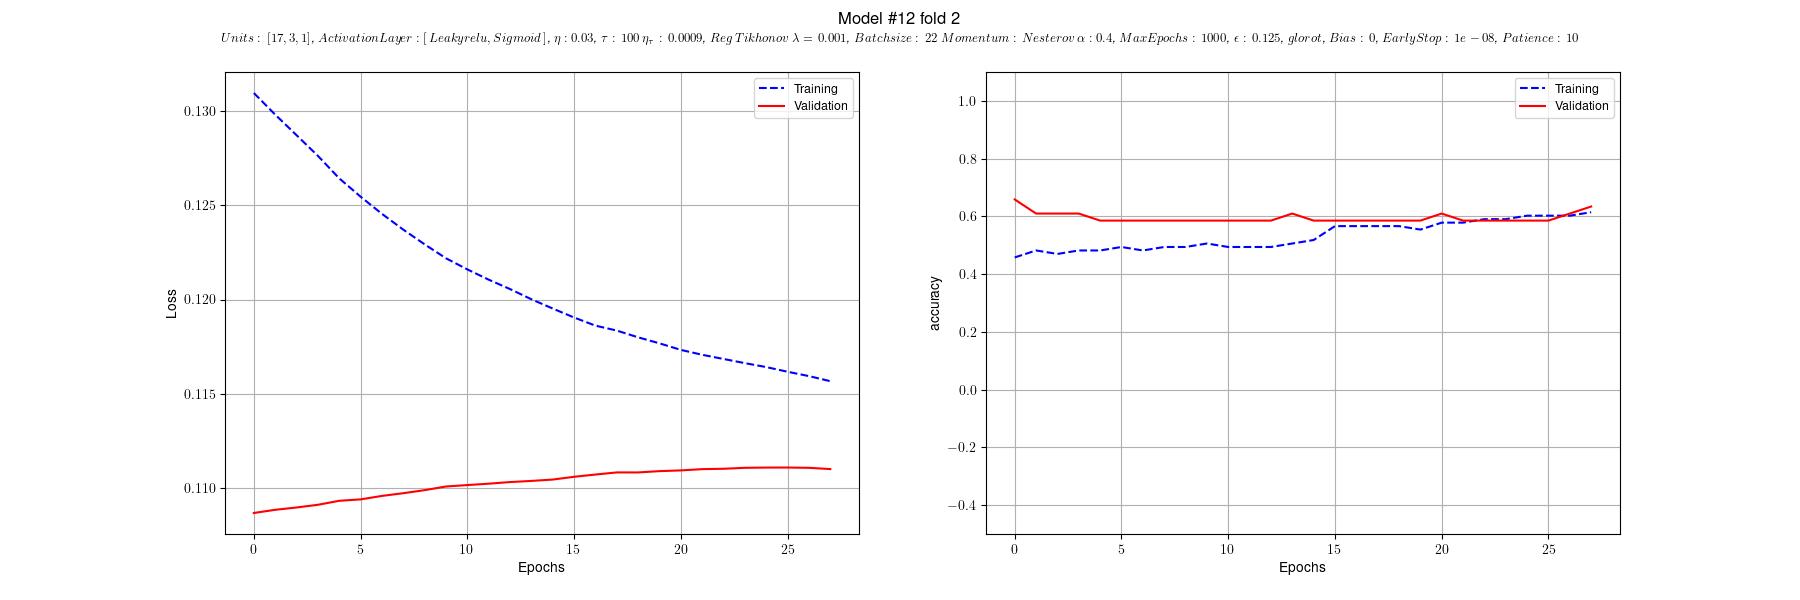 Model #12 fold 2
Units : [17, 3, 1], ActivationLayer : [Leakyrelu, Sigmoid], η : 0.03, τ : 100 ητ : 0.0009, Reg Tikhonov λ = 0.001, Batchsize : 22 Momentum : Nesterov α : 0.4, MaxEpochs : 1000, ϵ : 0.125, glorot, Bias : 0, EarlyStop : 1e − 08, Patience : 10
Training
Validation
0.130
0.125
0.120
0.115
0.110
Loss
0 5 10 15 20 25
Epochs
Training
Validation
1.0
0.8
0.6
0.4
0.2
0.0
−0.2
−0.4
accuracy
0 5 10 15 20 25
Epochs